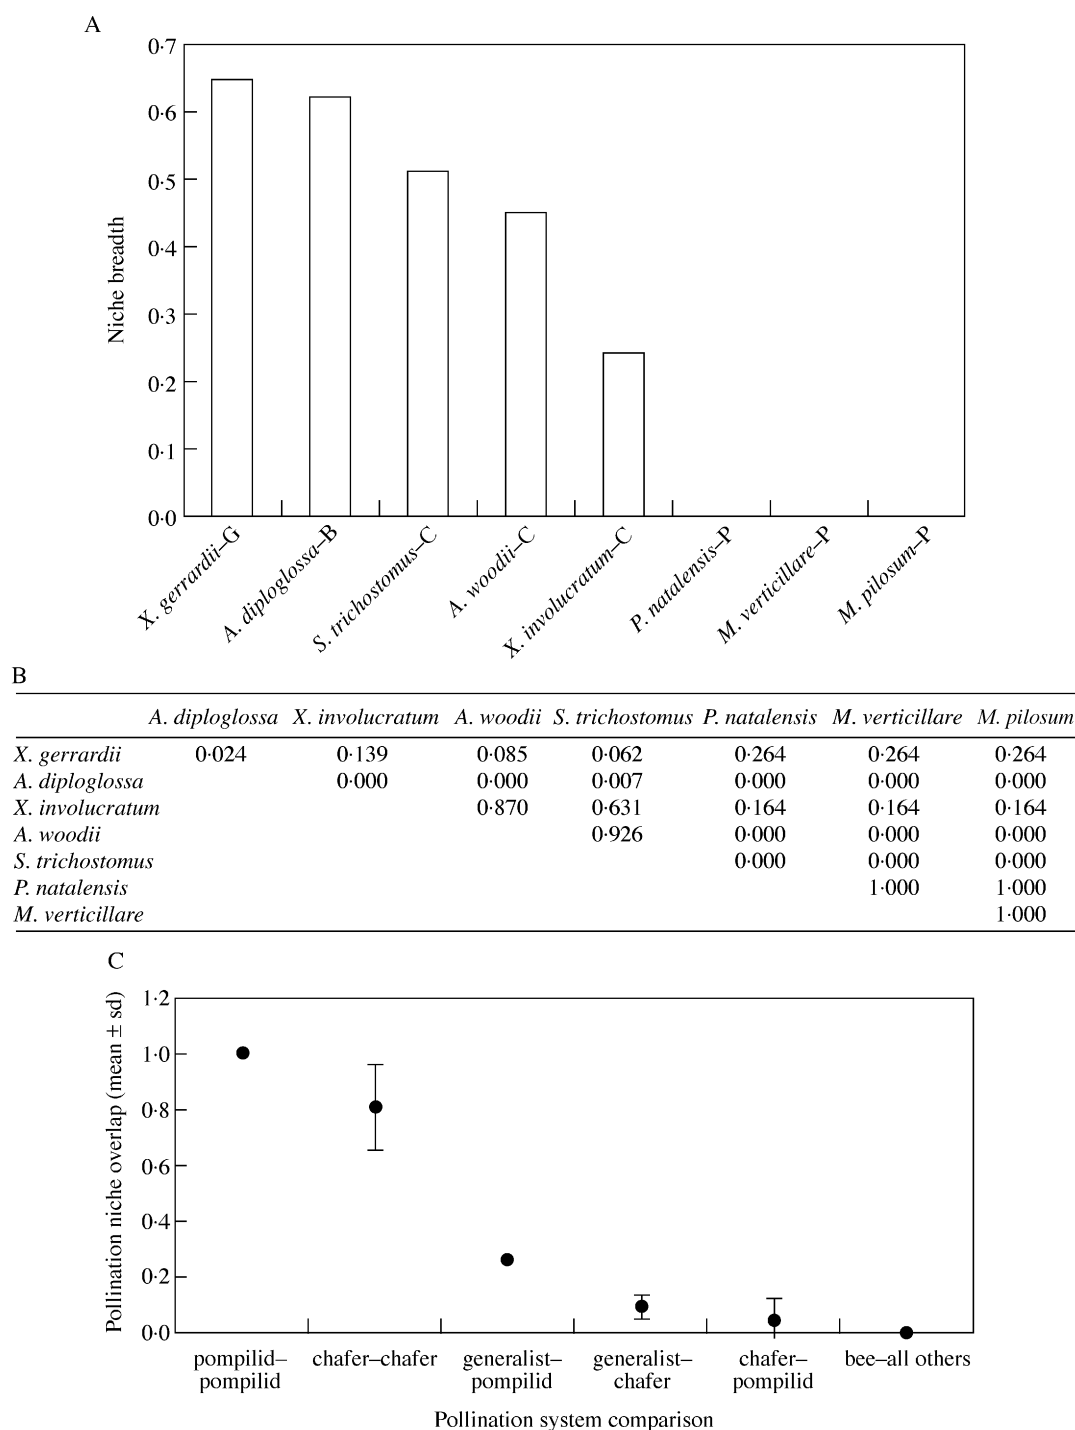 A
0·7
0·6
0·5
0·4
0·3
0·2
0·1
0·0
Niche breadth
X. gerrardii–G
A. diploglossa–B
S. trichostomus–C
A. woodii–C
X. involucratum–C
P. natalensis–P
M. verticillare–P
M. pilosum–P
B
A. diploglossa X. involucratum A. woodii S. trichostomus P. natalensis M. verticillare M. pilosum
X. gerrardii 0·024 0·139 0·085 0·062 0·264 0·264 0·264
A. diploglossa 0·000 0·000 0·007 0·000 0·000 0·000
X. involucratum 0·870 0·631 0·164 0·164 0·164
A. woodii 0·926 0·000 0·000 0·000
S. trichostomus 0·000 0·000 0·000
P. natalensis 1·000 1·000
M. verticillare 1·000
C
1·2
1·0
0·8
0·6
0·4
0·2
0·0
Pollination niche overlap (mean ± sd)
pompilid–
pompilid
chafer–chafer
generalist–
pompilid
generalist–
chafer
chafer–
pompilid
bee–all others
Pollination system comparison